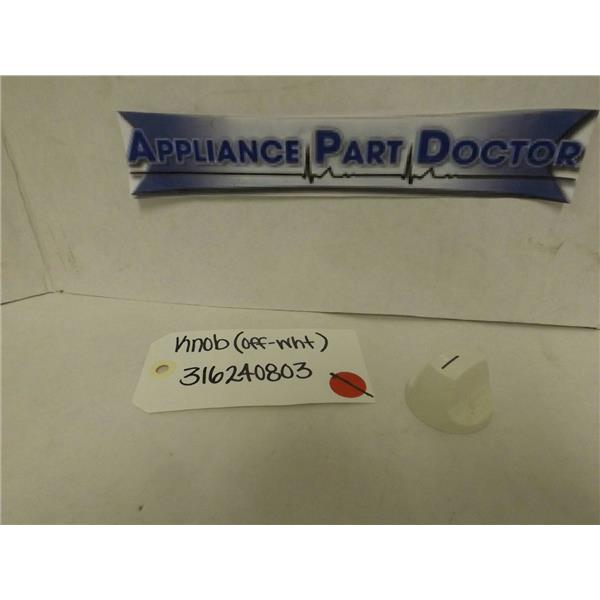 APPLIANCE PART DOCTOR
Knob (off-wht)
316240803